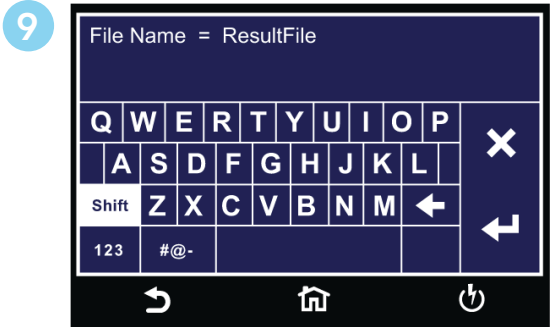 9
File Name = ResultFile
Q W E R T Y U I O P
A S D F G H J K L
Shift Z X C V B N M
123 #@-